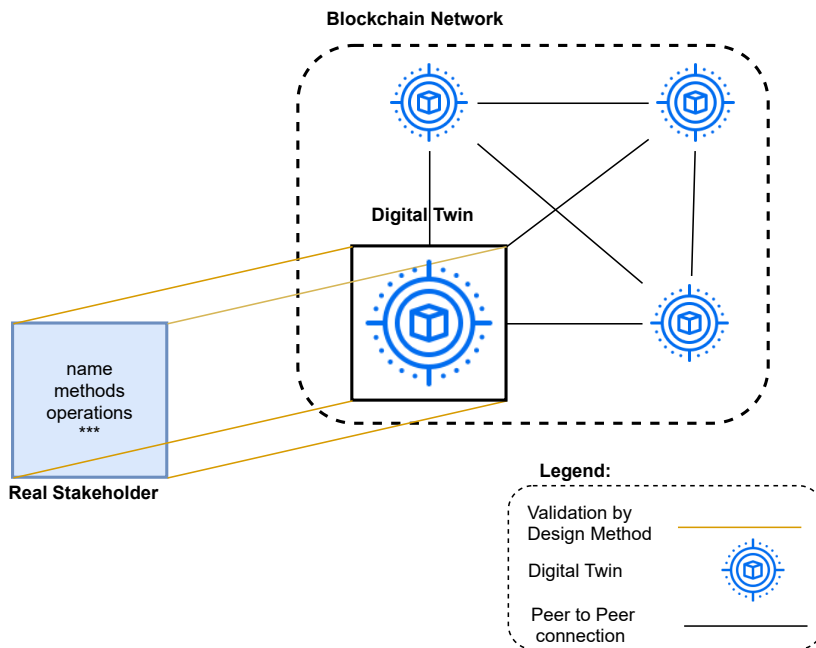 Blockchain Network
Digital Twin
name
methods
operations
***
Real Stakeholder
Legend:
Validation by
Design Method
Digital Twin
Peer to Peer
connection